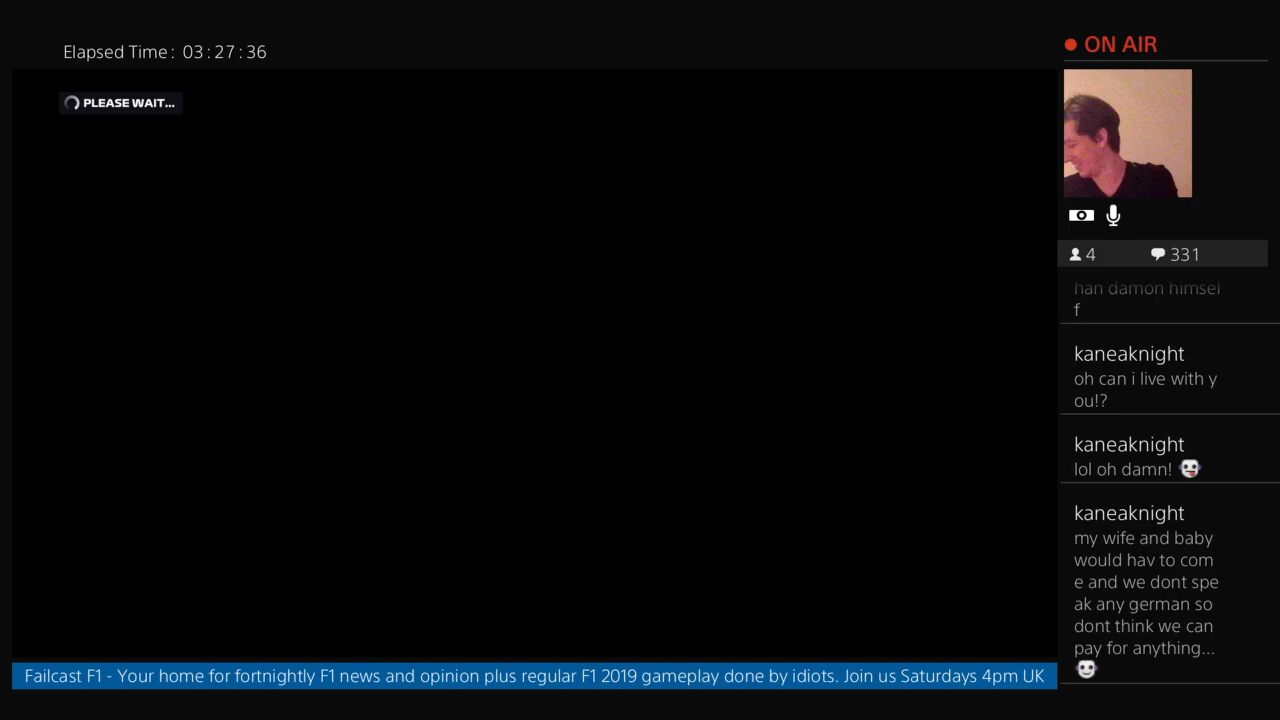 Elapsed Time: 03:27:36
ON AIR
PLEASE WAIT...
4 331
han damon himsel
f
kaneaknight
oh can i live with y
ou!?
kaneaknight
lol oh damn!
kaneaknight
my wife and baby
would hav to com
e and we dont spe
ak any german so
dont think we can
pay for anything...
Failcast F1 - Your home for fortnightly F1 news and opinion plus regular F1 2019 gameplay done by idiots. Join us Saturdays 4pm UK